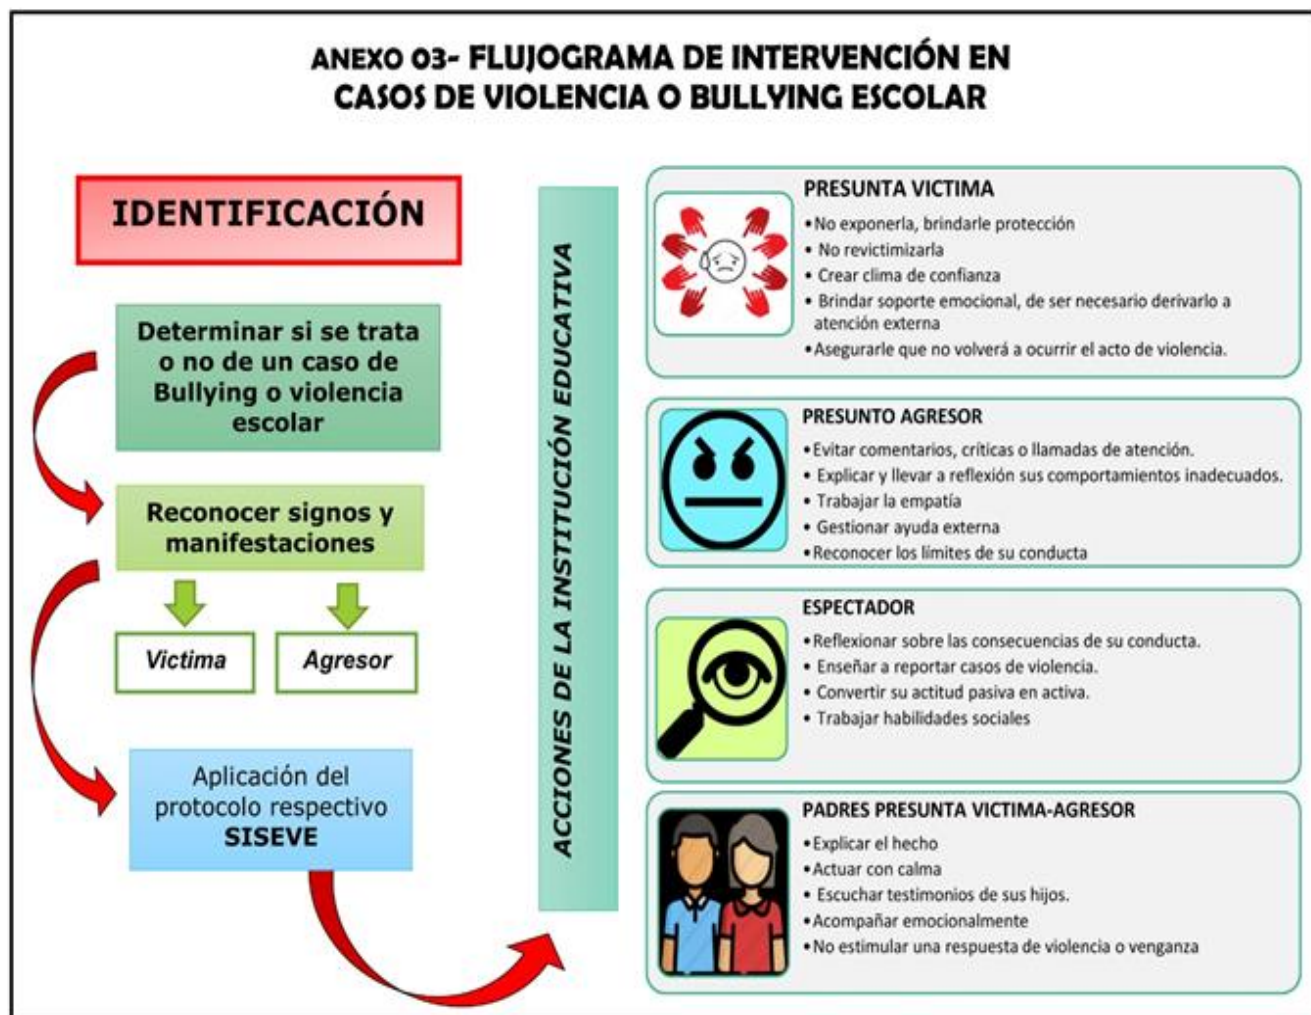 ANEXO 03- FLUJOGRAMA DE INTERVENCIÓN EN
CASOS DE VIOLENCIA O BULLYING ESCOLAR
IDENTIFICACIÓN
Determinar si se trata
o no de un caso de
Bullying o violencia
escolar
Reconocer signos y
manifestaciones
Victima
Agresor
Aplicación del
protocolo respectivo
SISEVE
ACCIONES DE LA INSTITUCIÓN EDUCATIVA
PRESUNTA VICTIMA
•No exponerla, brindarle protección
• No revictimizarla
• Crear clima de confianza
• Brindar soporte emocional, de ser necesario derivarlo a
atención externa
•Asegurarle que no volverá a ocurrir el acto de violencia.
PRESUNTO AGRESOR
•Evitar comentarios, críticas o llamadas de atención.
• Explicar y llevar a reflexión sus comportamientos inadecuados.
• Trabajar la empatía
• Gestionar ayuda externa
•Reconocer los límites de su conducta
ESPECTADOR
•Reflexionar sobre las consecuencias de su conducta.
• Enseñar a reportar casos de violencia.
• Convertir su actitud pasiva en activa.
• Trabajar habilidades sociales
PADRES PRESUNTA VICTIMA-AGRESOR
•Explicar el hecho
•Actuar con calma
• Escuchar testimonios de sus hijos.
•Acompañar emocionalmente
•No estimular una respuesta de violencia o venganza